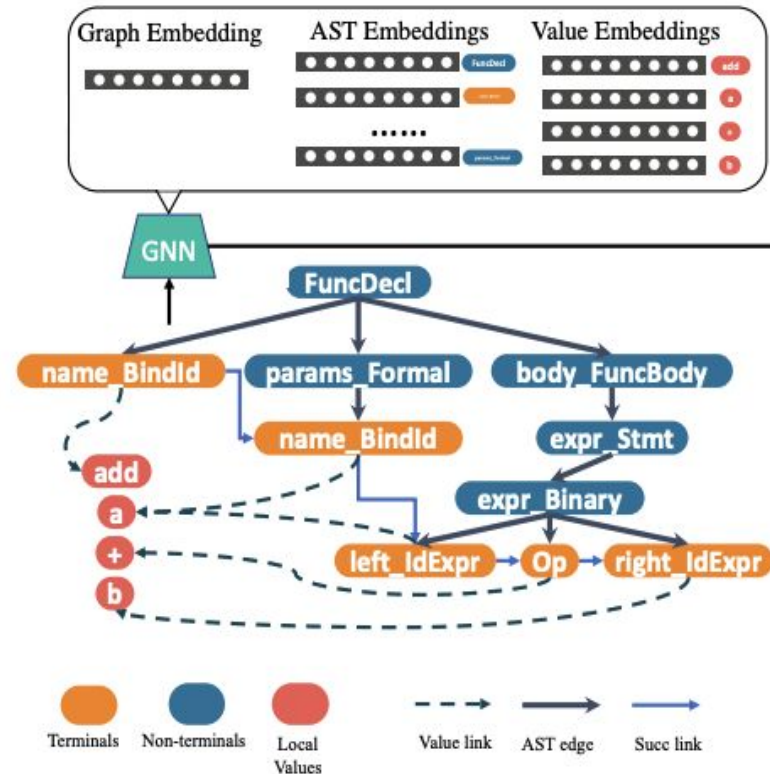 Graph Embedding
AST Embeddings
Value Embeddings
FuncDecl
add
a
......
+
params_Formal
b
GNN
FuncDecl
name_BindId
params_Formal
body_FuncBody
name_BindId
expr_Stmt
add
a
expr_Binary
+
left_IdExpr
Op
right_IdExpr
b
Terminals
Non-terminals
Local
Values
Value link
AST edge
Succ link